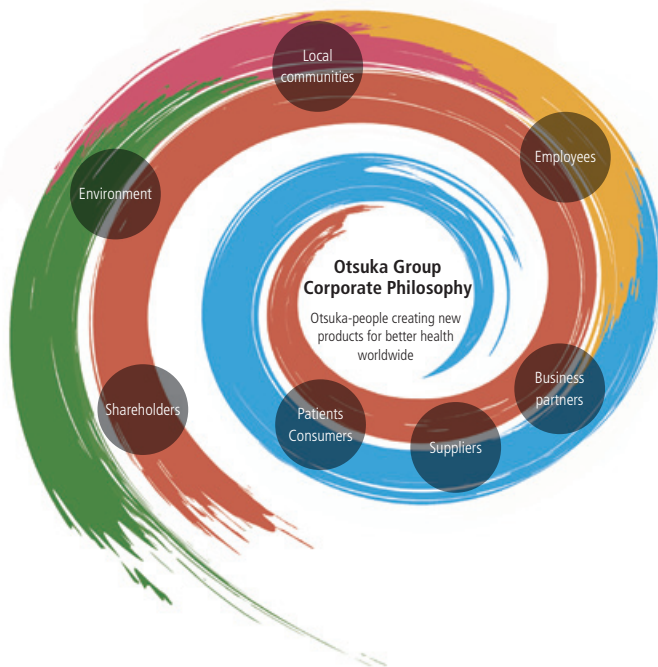 Local
communities
Employees
Environment
Otsuka Group
Corporate Philosophy
Otsuka-people creating new
products for better health
worldwide
Business
partners
Shareholders
Patients
Consumers
Suppliers